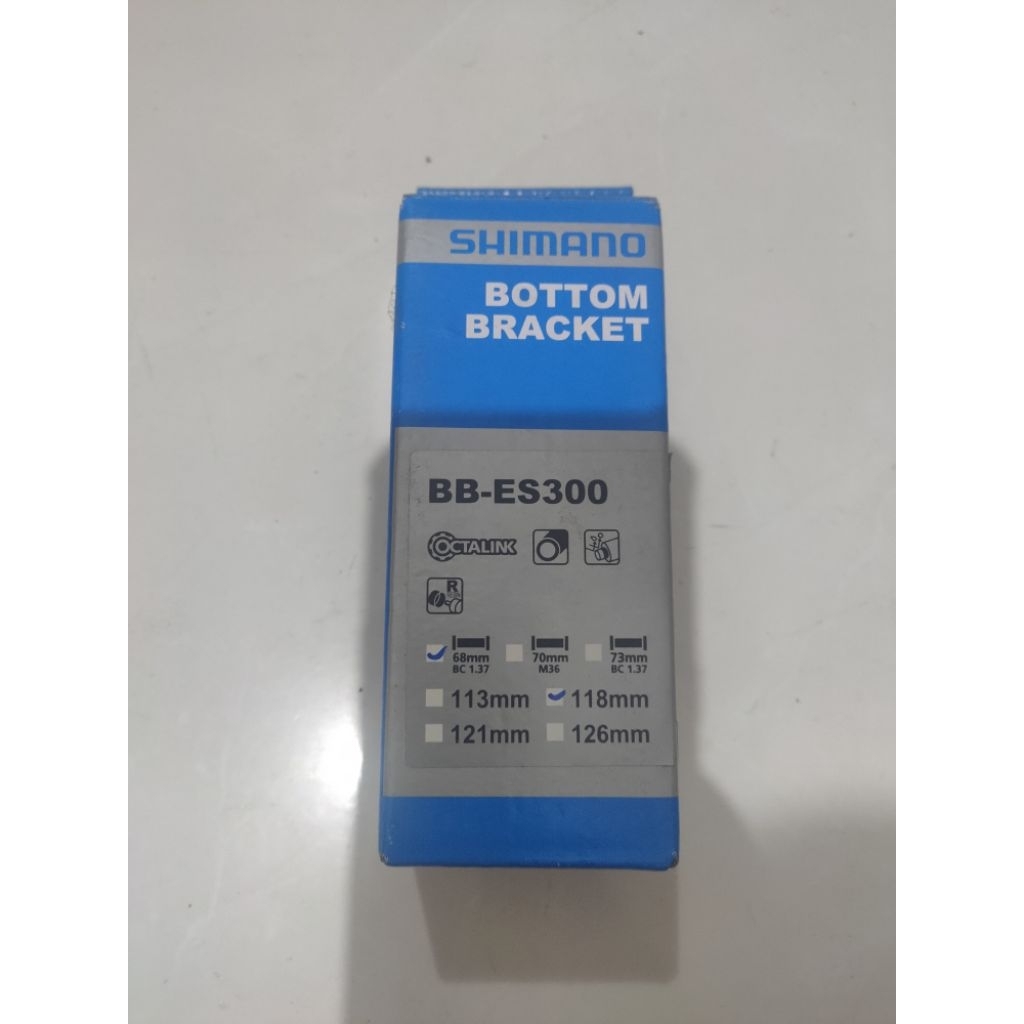 SHIMANO
BOTTOM
BRACKET
BB-ES300
OCTALINK
R
68mm 70mm 73mm
BC 1.37 M36 BC 1.37
113mm 118mm
121mm 126mm